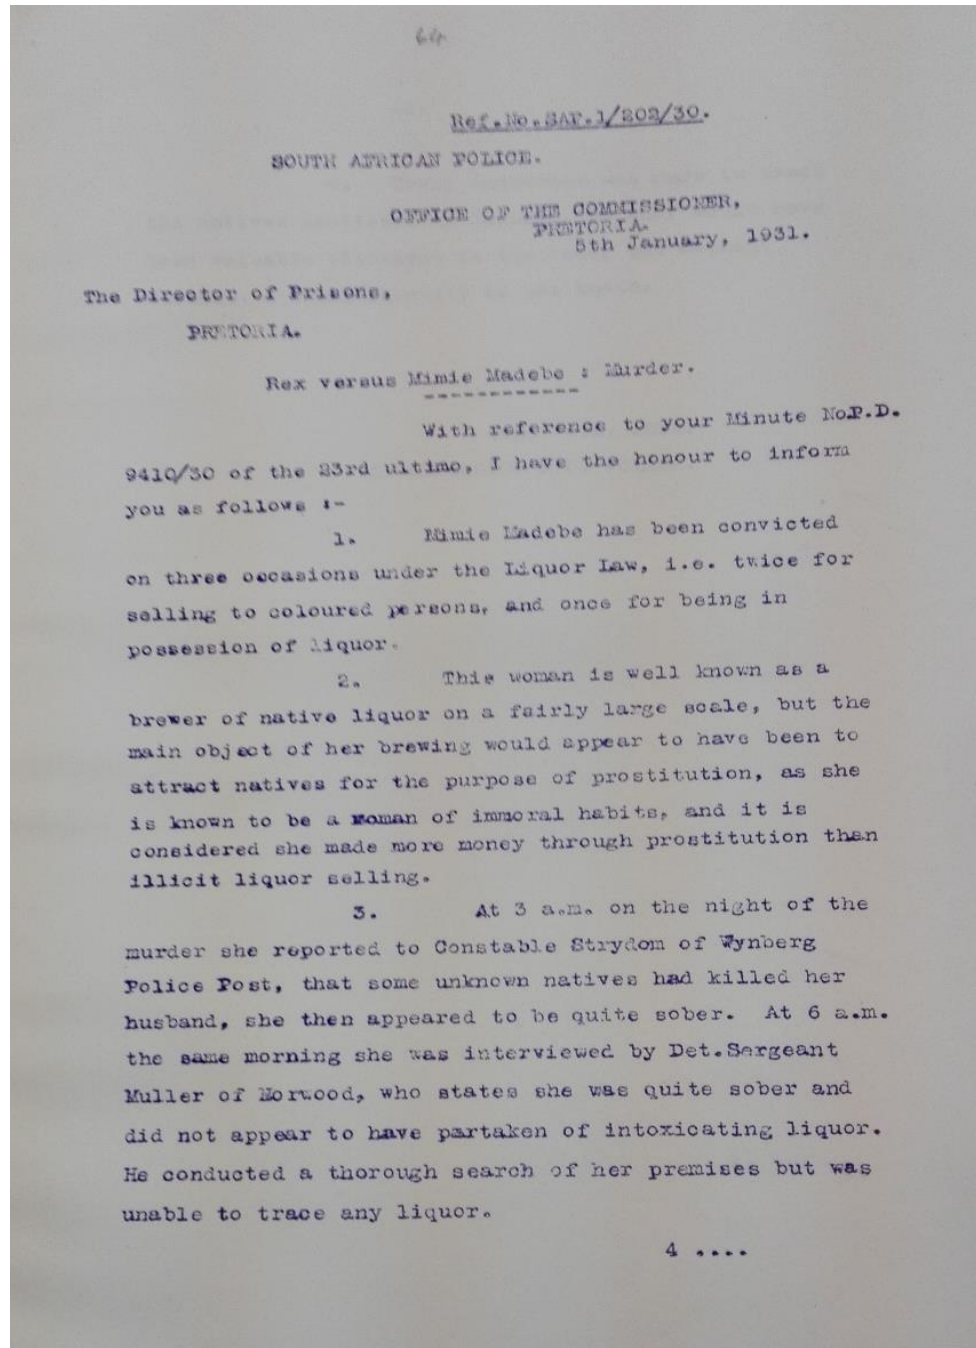 64
Ref.No.SAP.1/202/30.
SOUTH AFRICAN POLICE.
OFFICE OF THE COMMISSIONER,
PRETORIA.
5th January, 1931.
The Director of Prisons,
PRETORIA.
Rex versus Mimie Madebe : Murder.
------------
With reference to your Minute No.P.D.
9410/30 of the 23rd ultimo, I have the honour to inform
you as follows :-
1. Mimie Madebe has been convicted
on three occasions under the Liquor Law, i.e. twice for
selling to coloured persons, and once for being in
possession of liquor.
2. This woman is well known as a
brewer of native liquor on a fairly large scale, but the
main object of her brewing would appear to have been to
attract natives for the purpose of prostitution, as she
is known to be a woman of immoral habits, and it is
considered she made more money through prostitution than
illicit liquor selling.
3. At 3 a.m. on the night of the
murder she reported to Constable Strydom of Wynberg
Police Post, that some unknown natives had killed her
husband, she then appeared to be quite sober. At 6 a.m.
the same morning she was interviewed by Det.Sergeant
Muller of Norwood, who states she was quite sober and
did not appear to have partaken of intoxicating liquor.
He conducted a thorough search of her premises but was
unable to trace any liquor.
4 ....